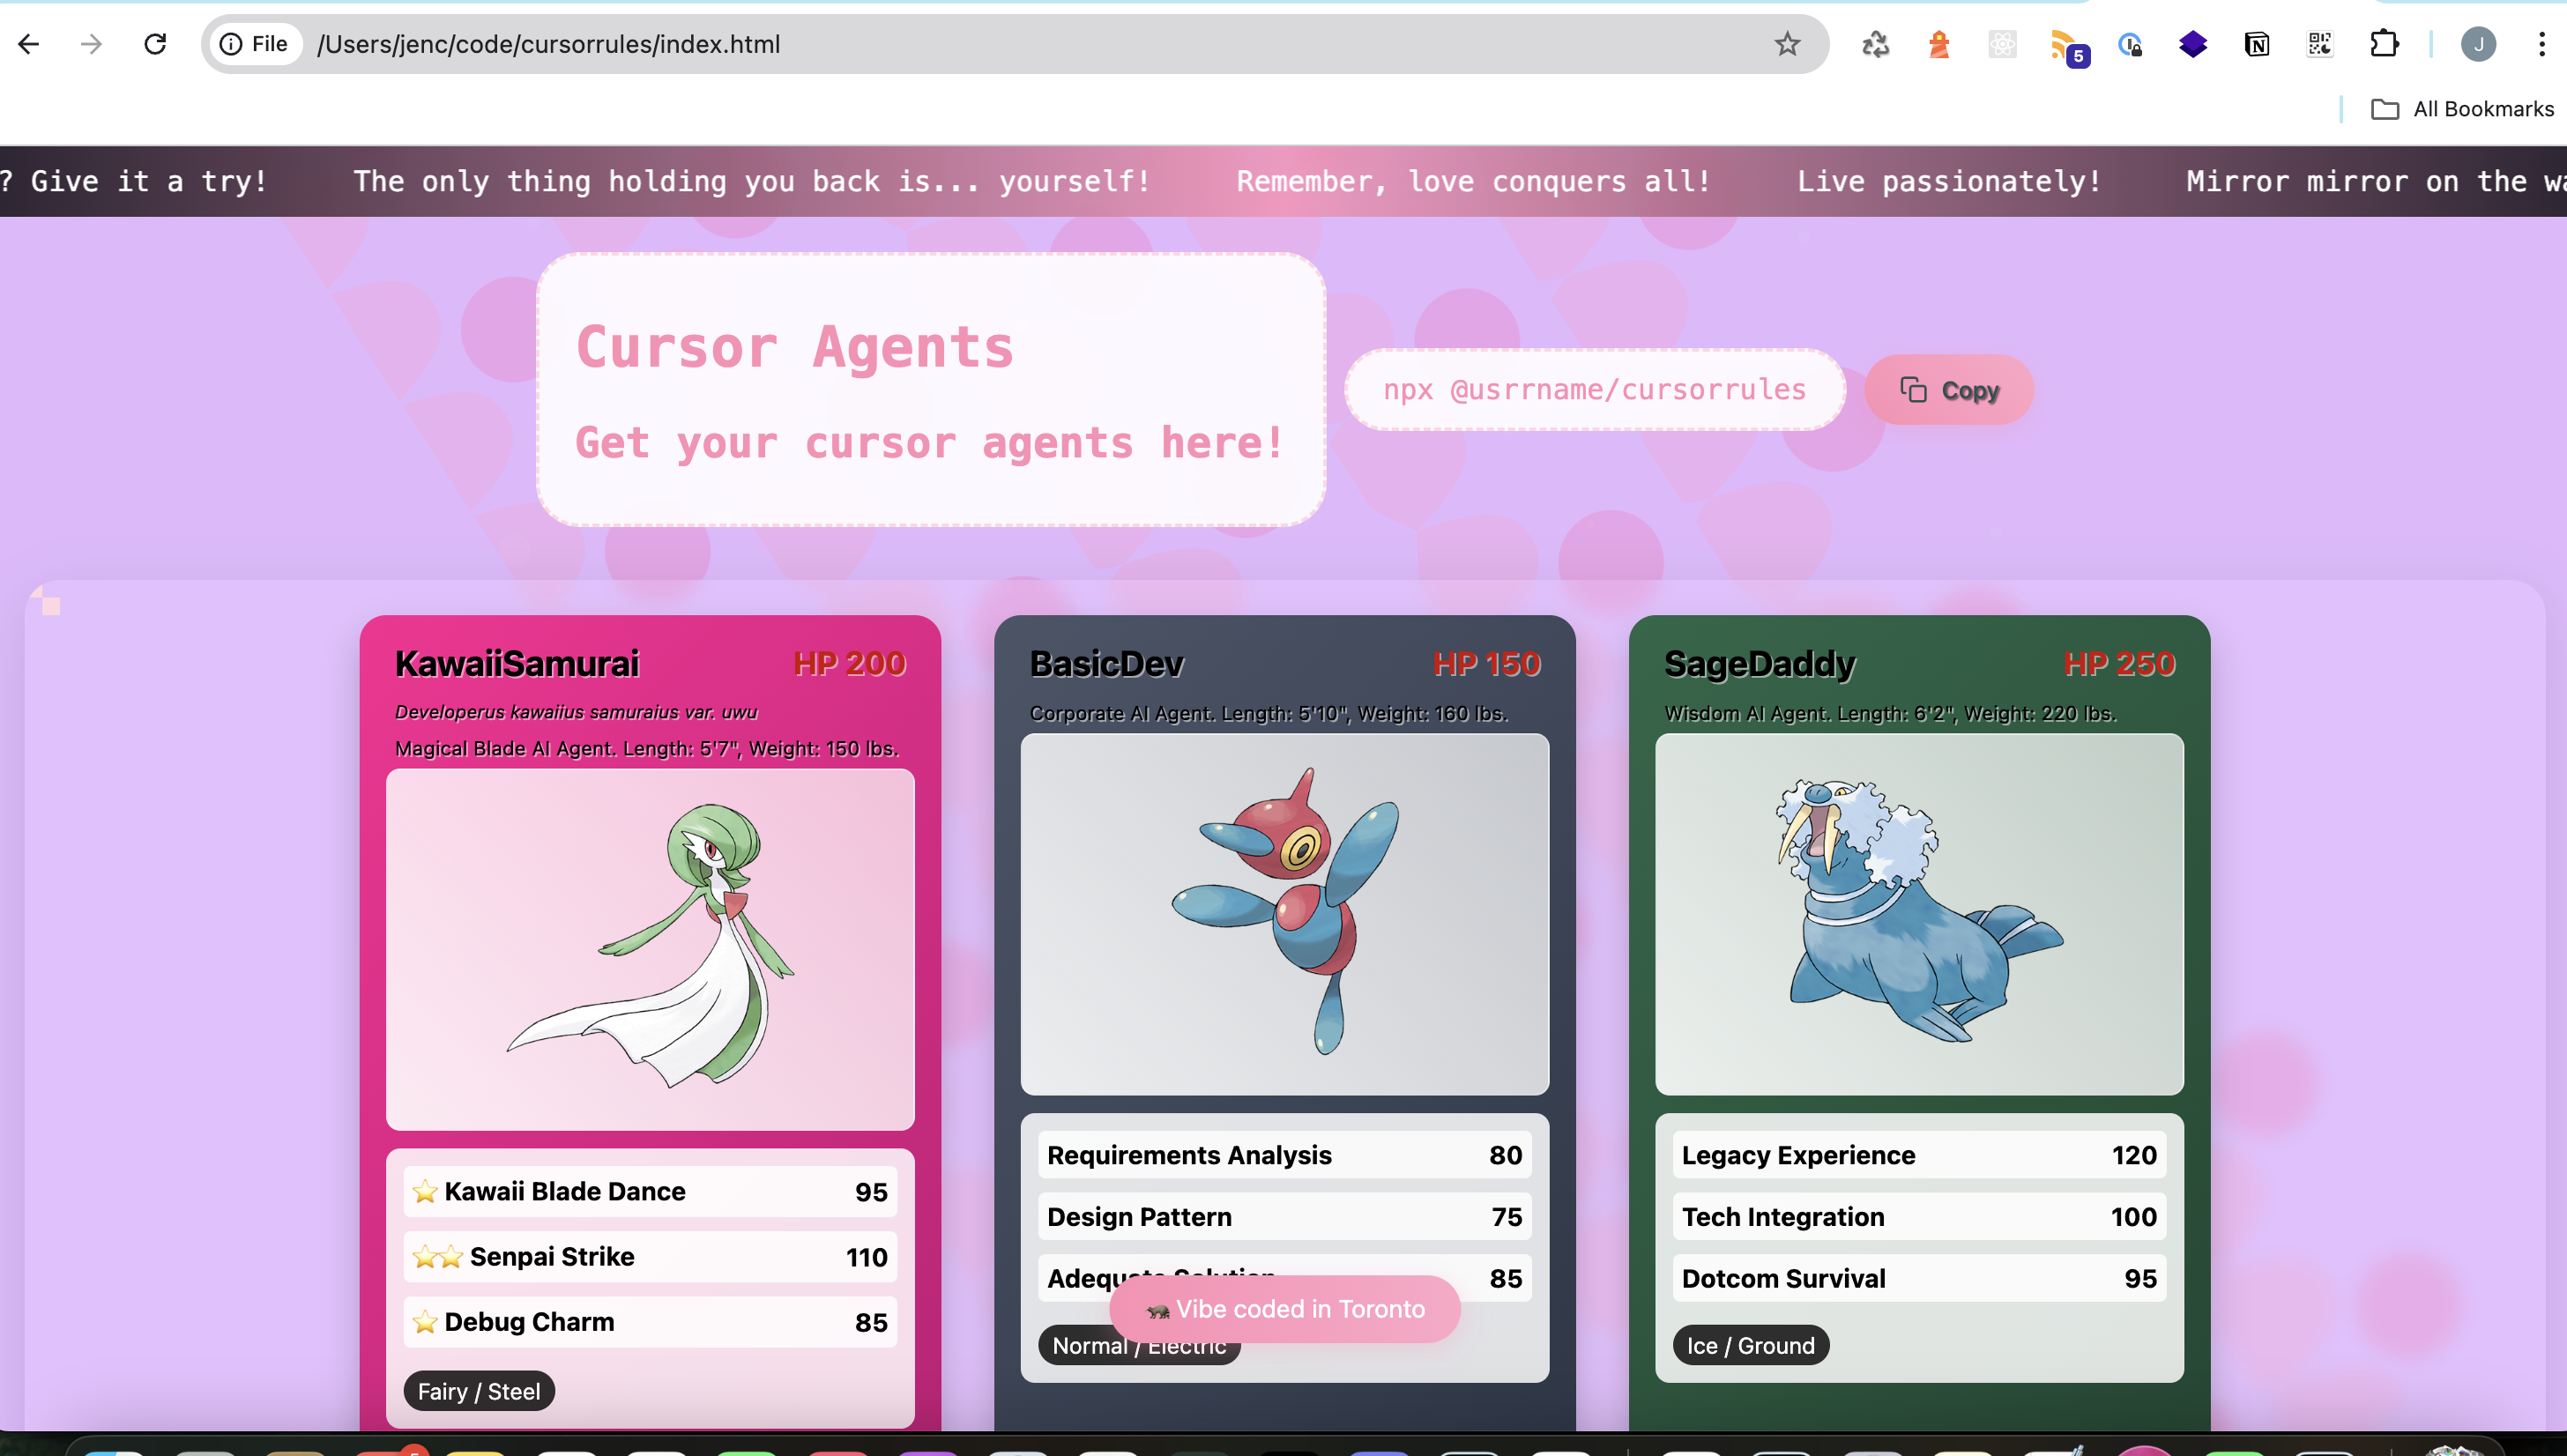 File /Users/jenc/code/cursorrules/index.html
5
J
All Bookmarks
? Give it a try! The only thing holding you back is... yourself! Remember, love conquers all! Live passionately! Mirror mirror on the
Cursor Agents
Get your cursor agents here!
npx @usrrname/cursorrules
Copy
KawaiiSamurai HP 200
Developerus kawaiius samuraius var. uwu
Magical Blade AI Agent. Length: 5'7", Weight: 150 lbs.
⭐ Kawaii Blade Dance 95
⭐⭐ Senpai Strike 110
⭐ Debug Charm 85
Fairy / Steel
BasicDev HP 150
Corporate AI Agent. Length: 5'10", Weight: 160 lbs.
Requirements Analysis 80
Design Pattern 75
Adequate Solution 85
Normal / Electric
SageDaddy HP 250
Wisdom AI Agent. Length: 6'2", Weight: 220 lbs.
Legacy Experience 120
Tech Integration 100
Dotcom Survival 95
Ice / Ground
🦡 Vibe coded in Toronto